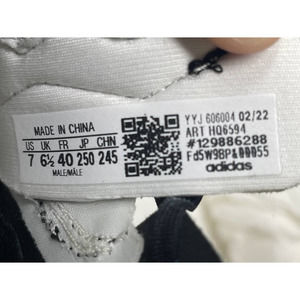 MADE IN CHINA
US UK FR JP CHN
7 6½ 40 250 245
MALE/MÂLE
YYJ 606004 02/22
ART HQ6594
#129886288
adidas